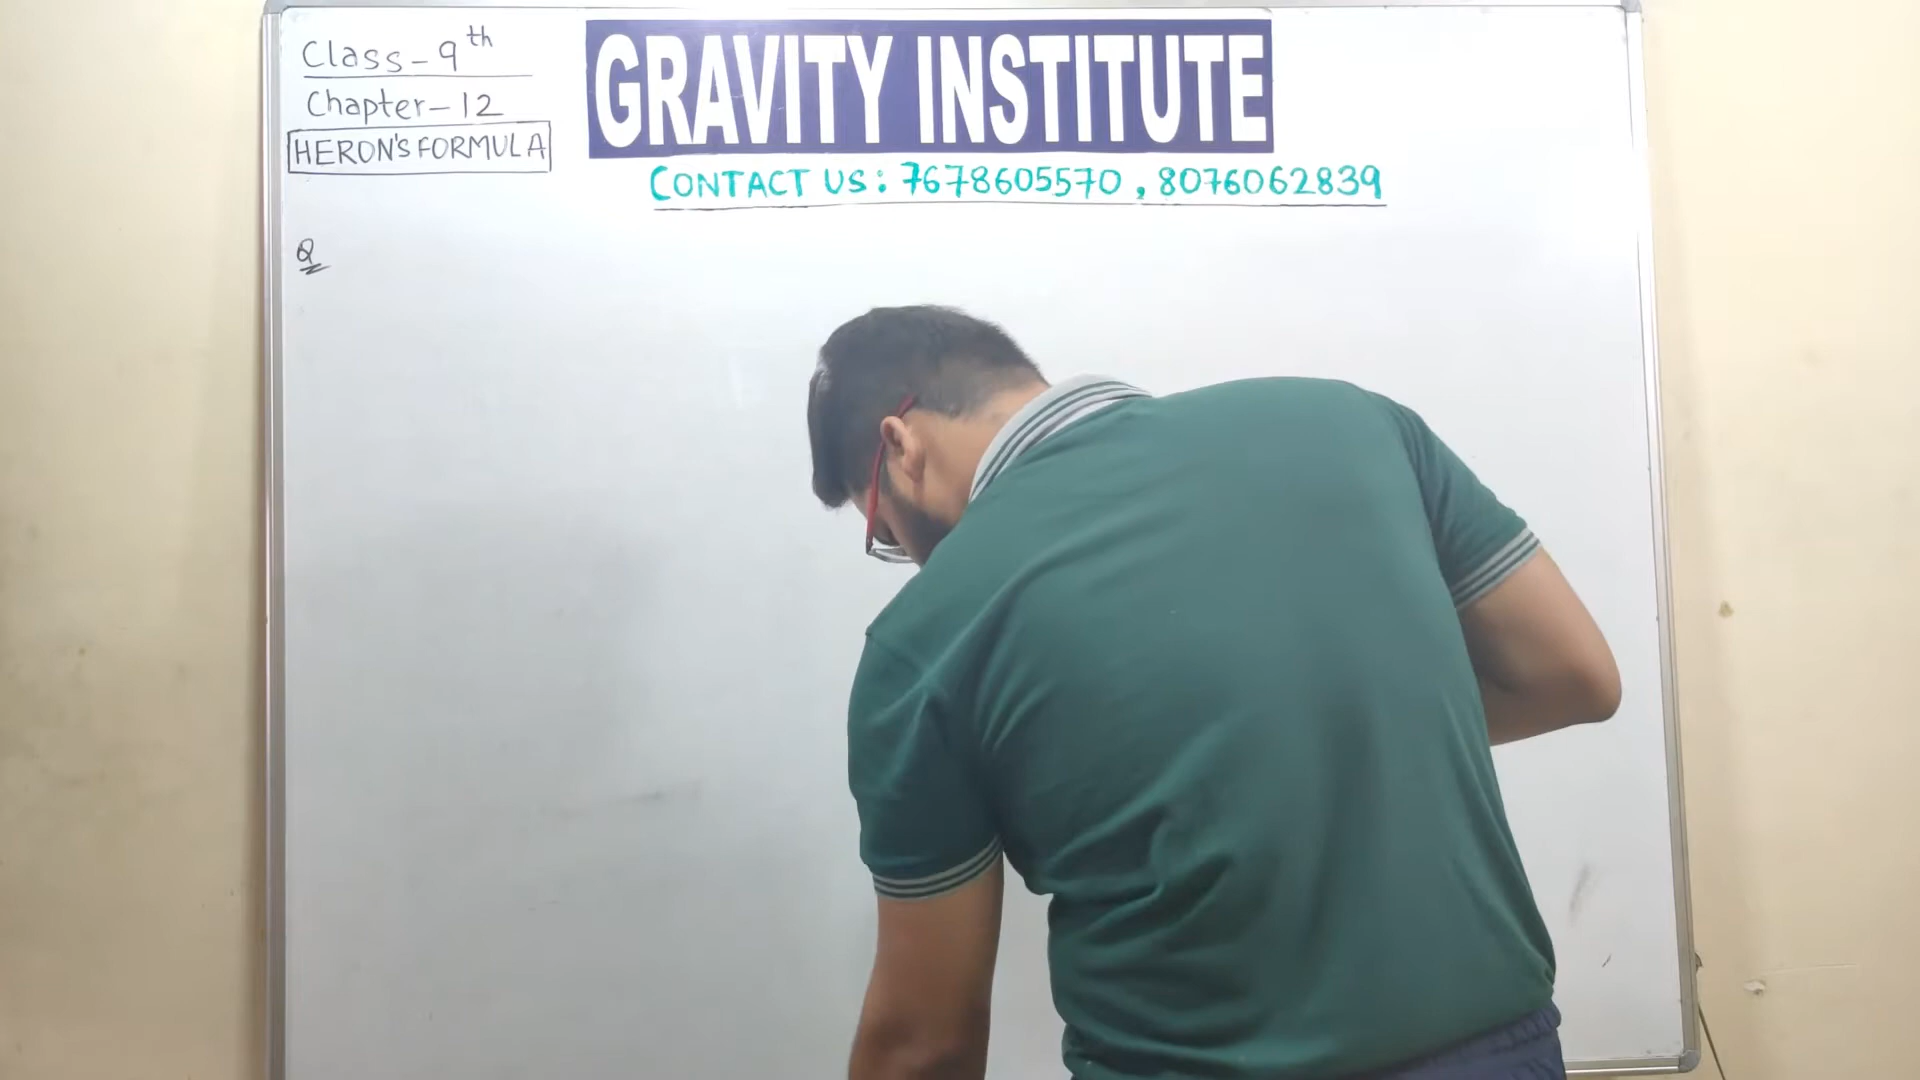 Class-9th
Chapter-12
HERON'S FORMULA
GRAVITY INSTITUTE
CONTACT US: 7678605570, 8076062839
Q